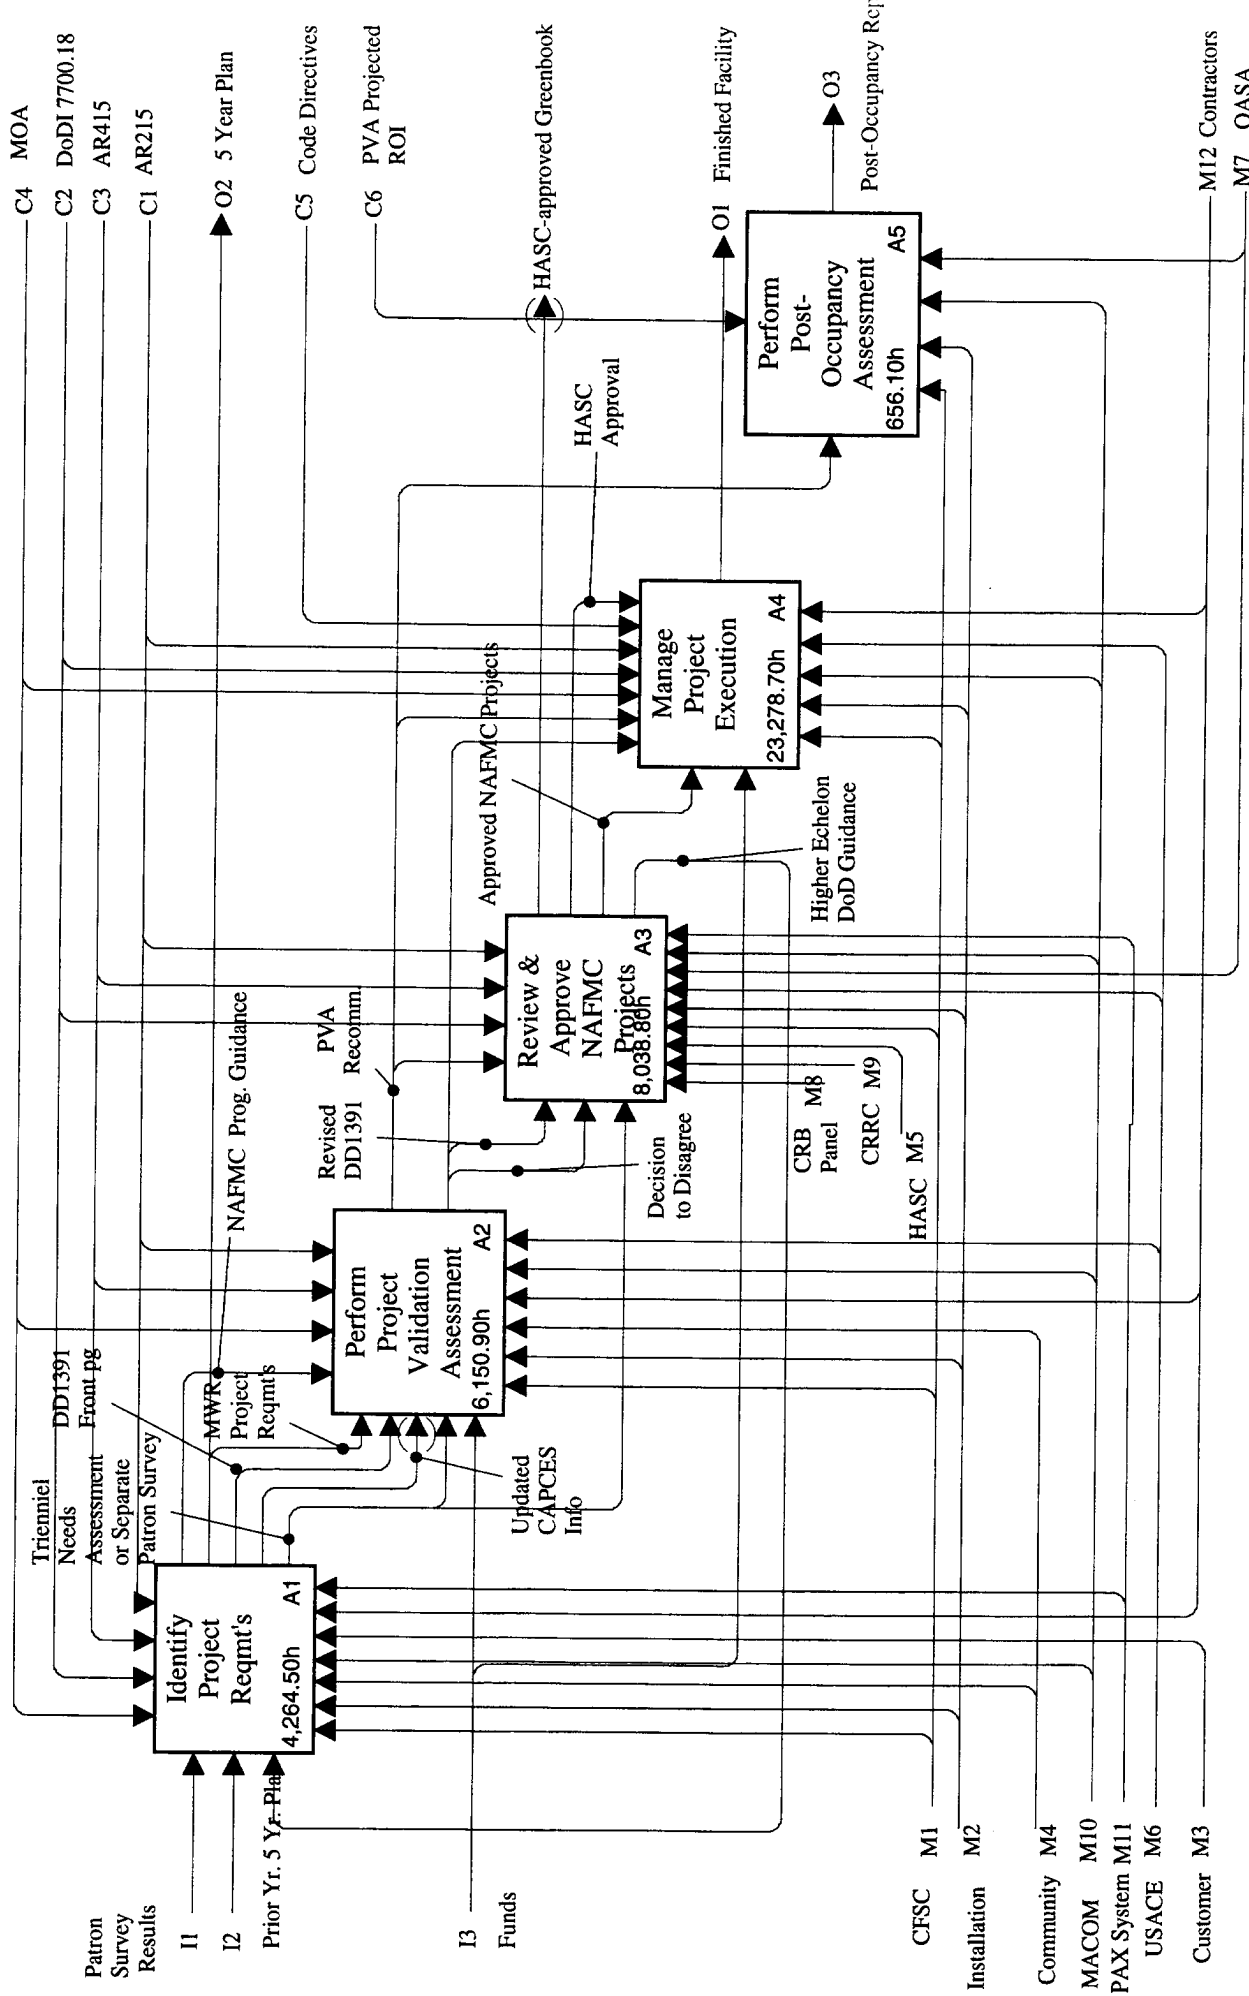 C4 MOA
C2 DoDI 7700.18
C3 AR415
C1 AR215
O2 5 Year Plan
C5 Code Directives
C6 PVA Projected
ROI
HASC-approved Greenbook
O1 Finished Facility
O3
Post-Occupancy
M12 Contractors
M7 OASA
Perform
Post-
Occupancy
Assessment
656.10h A5
HASC
Approval
Manage
Project
Execution
23,278.70h A4
Approved NAFMC Projects
Higher Echelon
DoD Guidance
Review &
Approve
NAFMC
Projects
8,038.80h A3
PVA
Recomm.
Revised
DD1391
Decision
to Disagree
CRB M8
Panel
CRRC M9
HASC M5
NAFMC Prog. Guidance
Perform
Project
Validation
Assessment
6,150.90h A2
DD1391
Front pg
MWR
Project
Reqmt's
Updated
CAPCES
Info
Trienniel
Needs
Assessment
or Separate
Patron Survey
Identify
Project
Reqmt's
4,264.50h A1
Patron
Survey
Results
I1
I2
Prior Yr. 5 Yr. Pla
I3
Funds
CFSC M1
Installation M2
Community M4
MACOM M10
PAX System M11
USACE M6
Customer M3